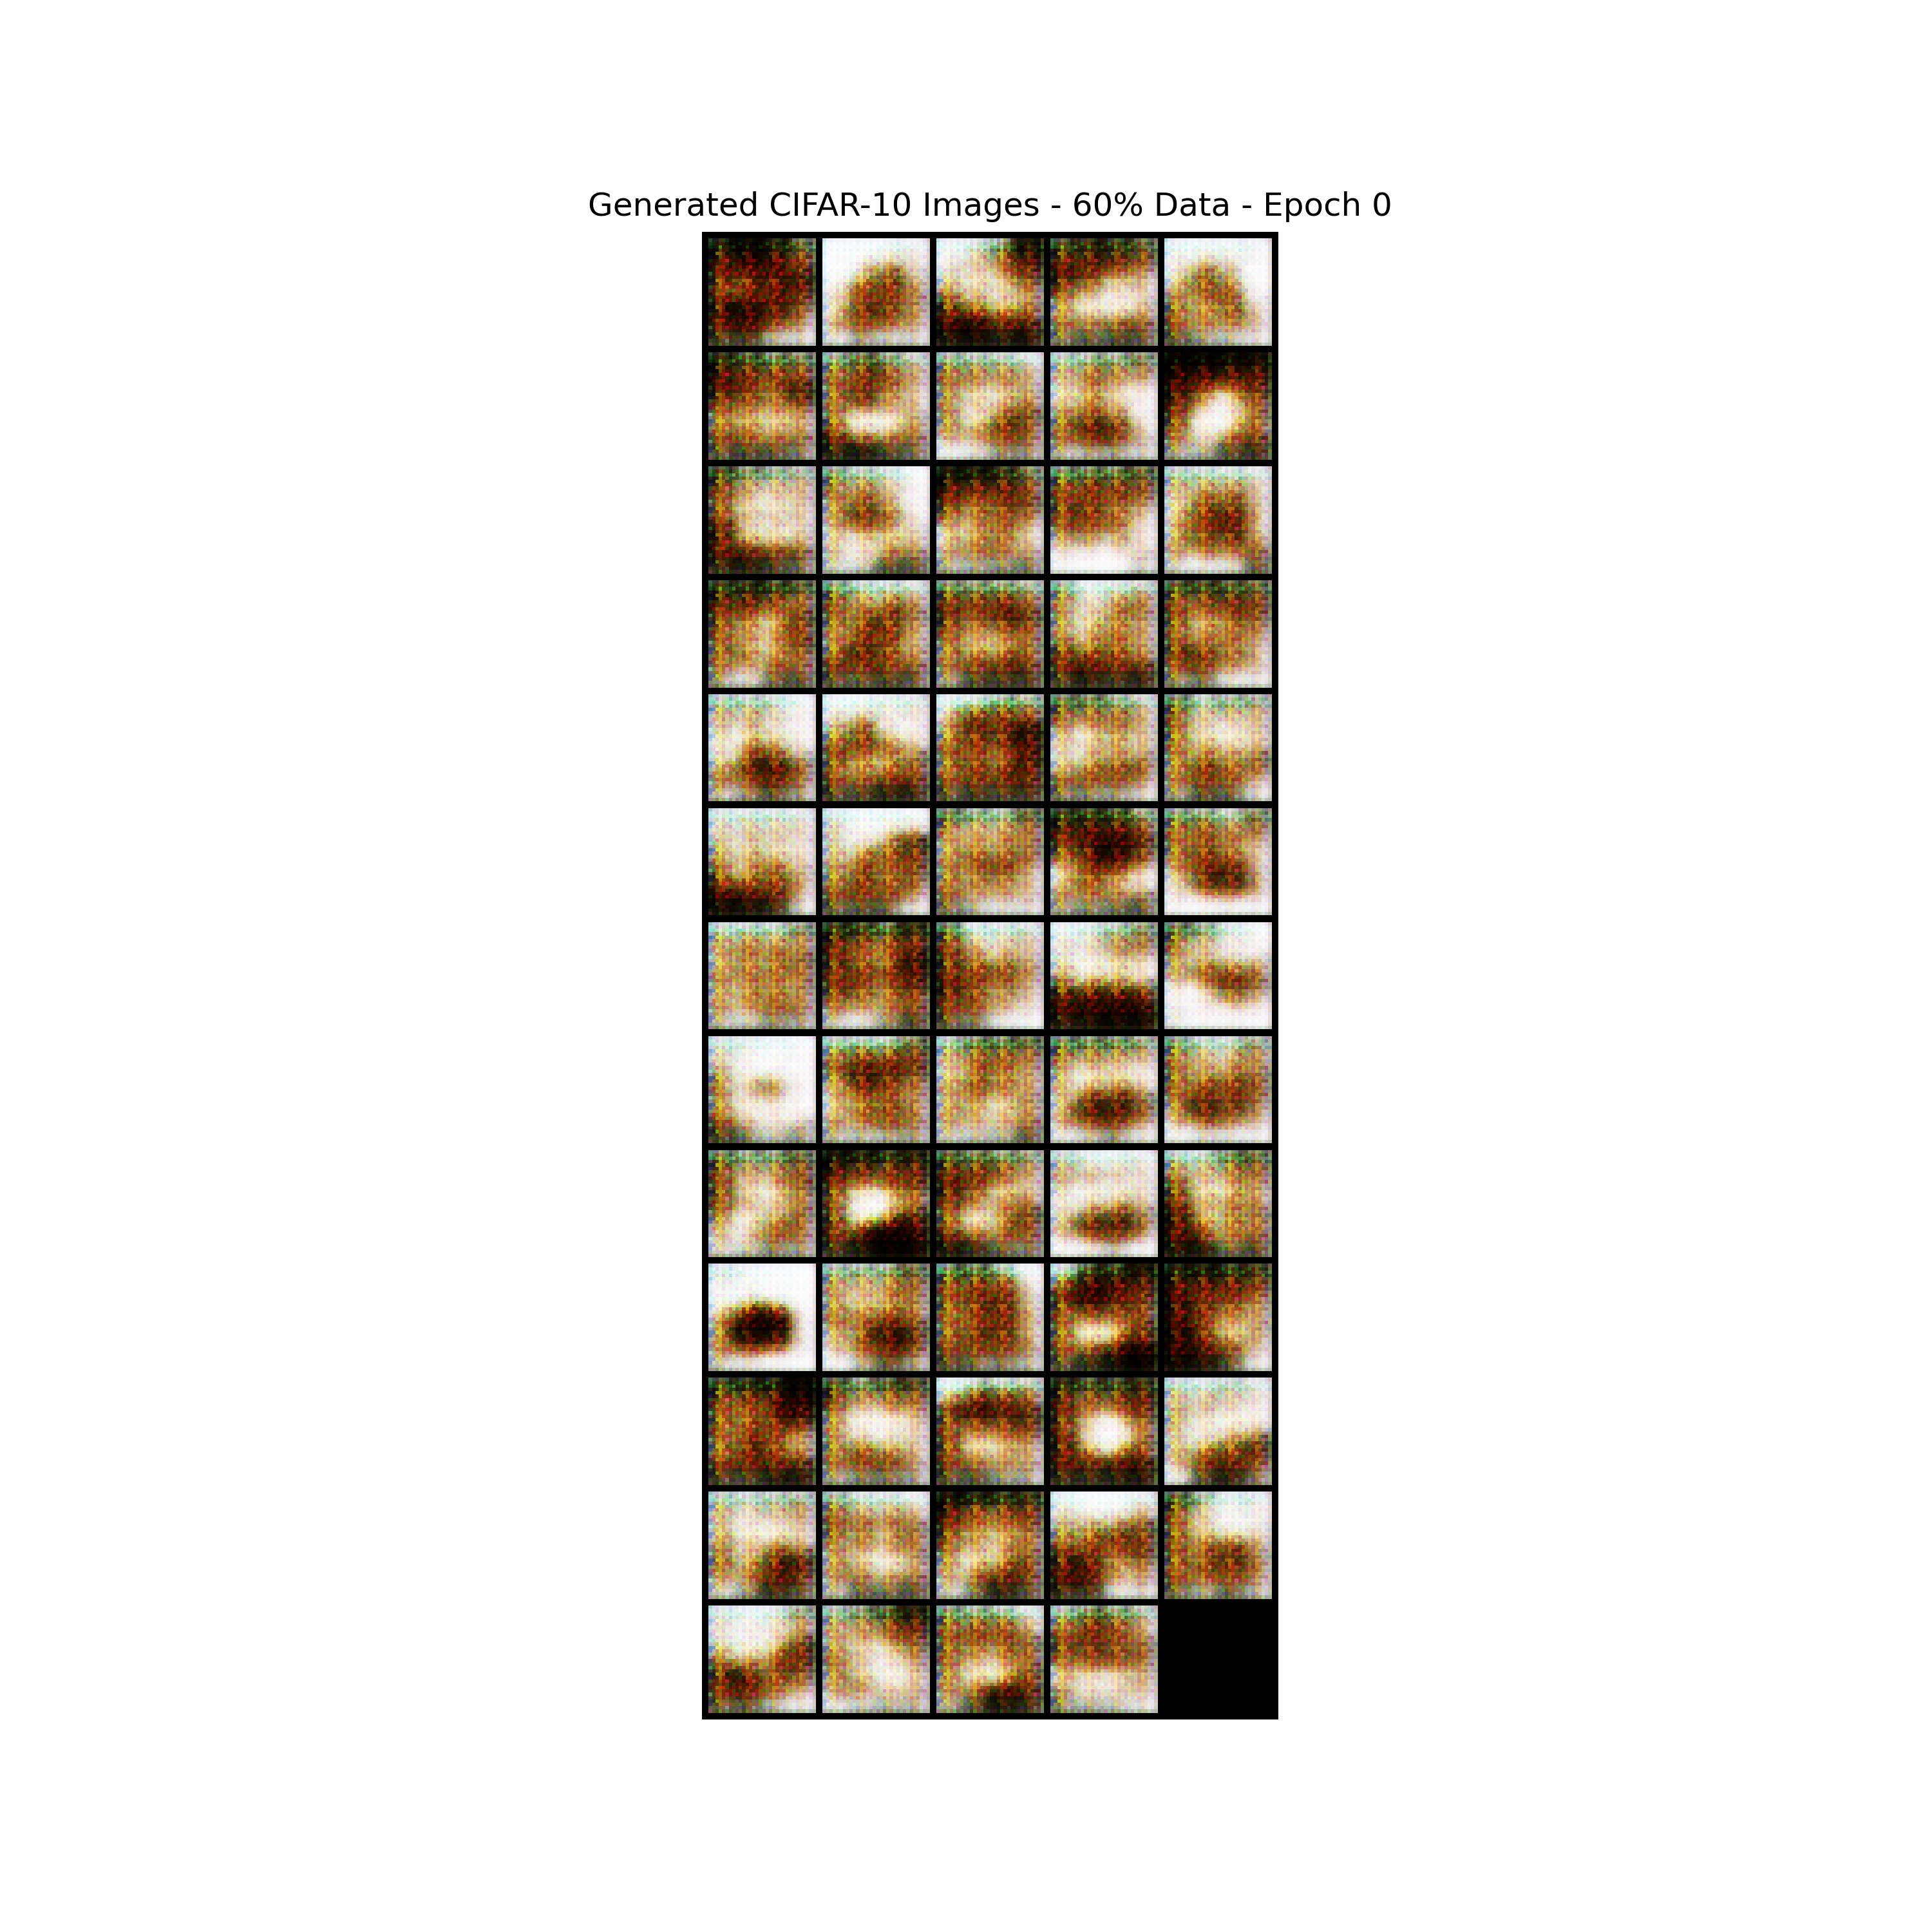 Generated CIFAR-10 Images - 60% Data - Epoch 0